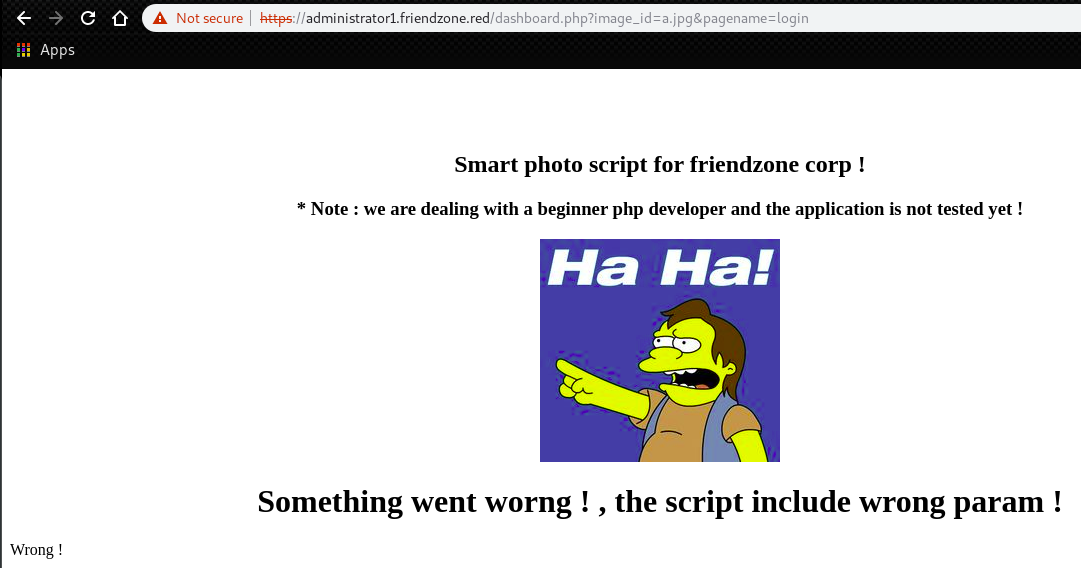 Not secure | https://administrator1.friendzone.red/dashboard.php?image_id=a.jpg&pagename=login
Apps
Smart photo script for friendzone corp !
* Note : we are dealing with a beginner php developer and the application is not tested yet !
Ha Ha!
Something went worng ! , the script include wrong param !
Wrong !